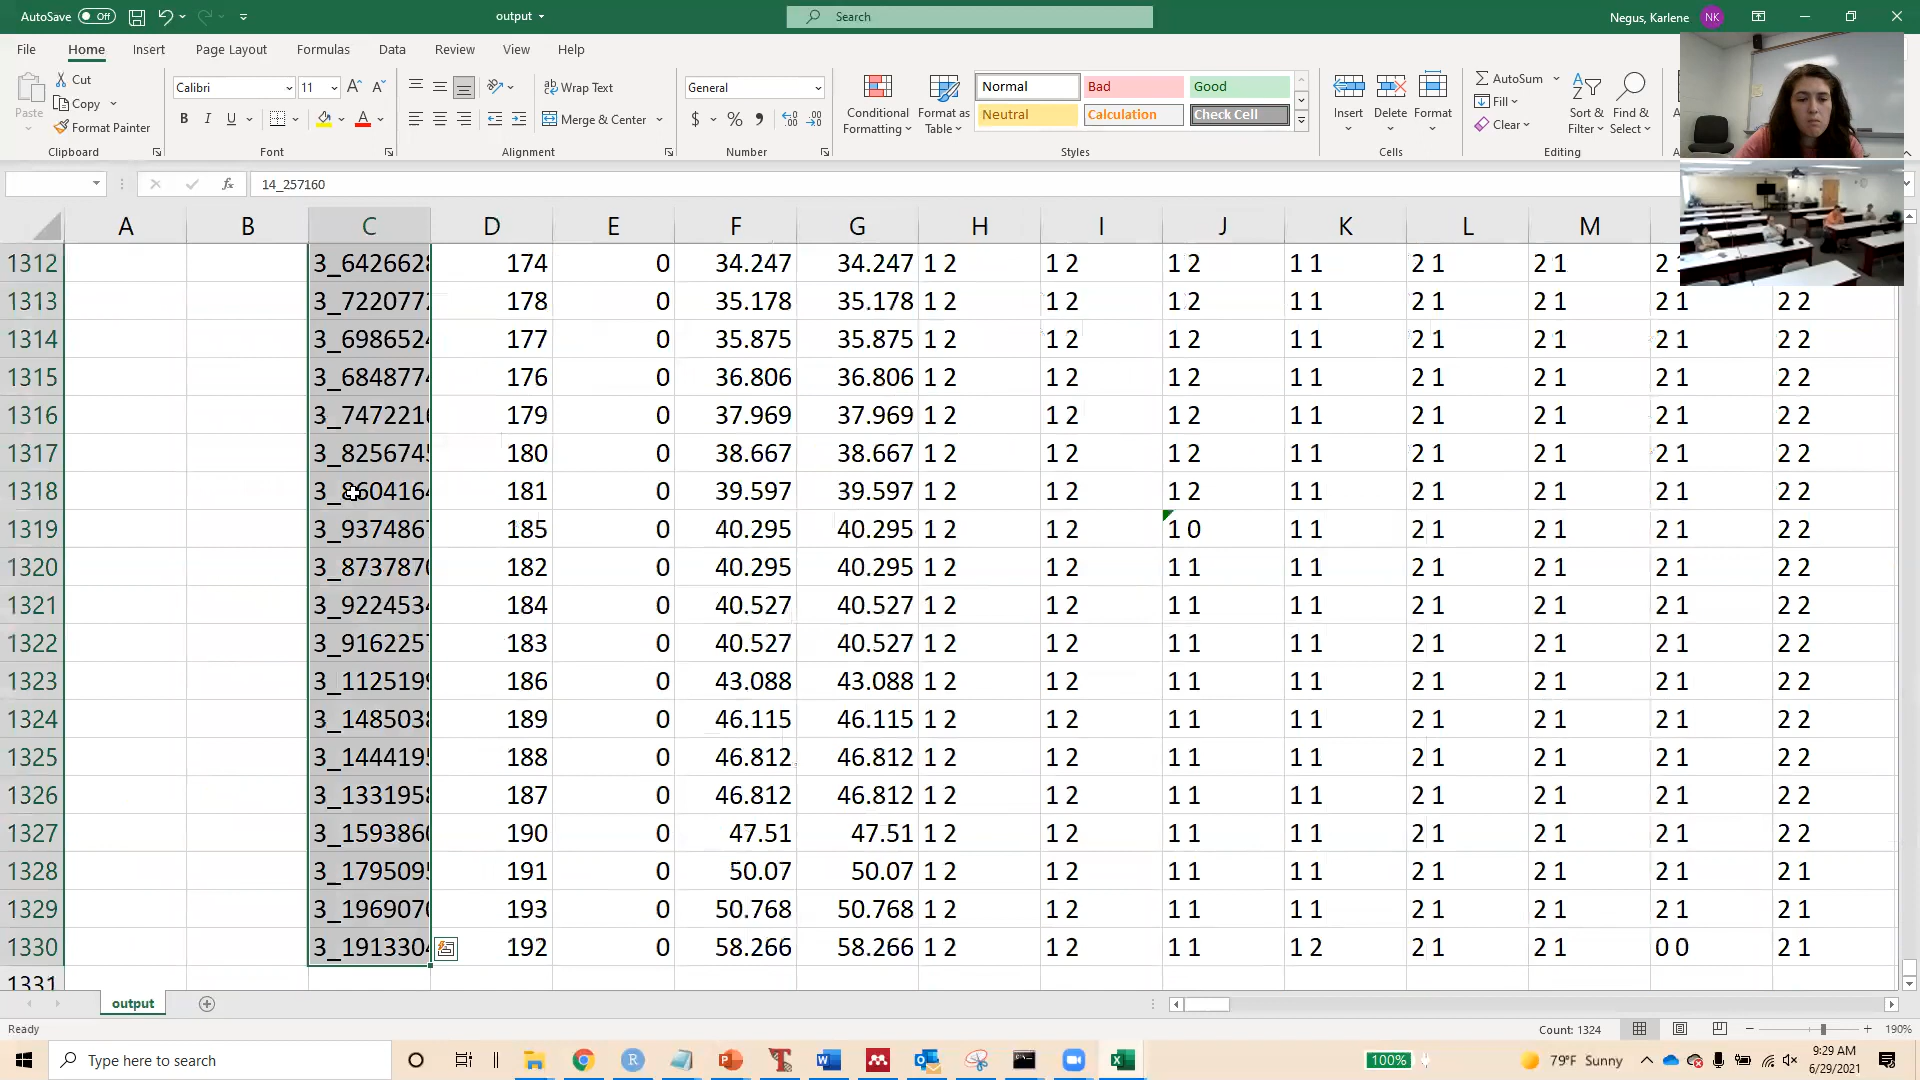 AutoSave Off output Search Negus, Karlene NK
File Home Insert Page Layout Formulas Data Review View Help
Paste Cut Copy Format Painter
Calibri 11
B I U
Wrap Text
Merge & Center
General
$ % 9
Conditional Formatting
Format as Table
Normal Bad Good
Neutral Calculation Check Cell
Insert Delete Format
AutoSum Fill Clear
Sort & Filter
Find & Select
Clipboard Font Alignment Number Styles Cells Editing
fx 14_257160
A B C D E F G H I J K L M
1312 3_6426628 174 0 34.247 34.247 1 2 1 2 1 2 1 1 2 1 2 1
1313 3_7220772 178 0 35.178 35.178 1 2 1 2 1 2 1 1 2 1 2 1 2 1 2 2
1314 3_6986524 177 0 35.875 35.875 1 2 1 2 1 2 1 1 2 1 2 1 2 1 2 2
1315 3_6848774 176 0 36.806 36.806 1 2 1 2 1 2 1 1 2 1 2 1 2 1 2 2
1316 3_7472216 179 0 37.969 37.969 1 2 1 2 1 2 1 1 2 1 2 1 2 1 2 2
1317 3_8256745 180 0 38.667 38.667 1 2 1 2 1 2 1 1 2 1 2 1 2 1 2 2
1318 3_8604164 181 0 39.597 39.597 1 2 1 2 1 2 1 1 2 1 2 1 2 1 2 2
1319 3_9374867 185 0 40.295 40.295 1 2 1 2 1 0 1 1 2 1 2 1 2 1 2 2
1320 3_8737870 182 0 40.295 40.295 1 2 1 2 1 1 1 1 2 1 2 1 2 1 2 2
1321 3_9224534 184 0 40.527 40.527 1 2 1 2 1 1 1 1 2 1 2 1 2 1 2 2
1322 3_9162257 183 0 40.527 40.527 1 2 1 2 1 1 1 1 2 1 2 1 2 1 2 2
1323 3_1125199 186 0 43.088 43.088 1 2 1 2 1 1 1 1 2 1 2 1 2 1 2 2
1324 3_1485038 189 0 46.115 46.115 1 2 1 2 1 1 1 1 2 1 2 1 2 1 2 2
1325 3_1444195 188 0 46.812 46.812 1 2 1 2 1 1 1 1 2 1 2 1 2 1 2 2
1326 3_1331958 187 0 46.812 46.812 1 2 1 2 1 1 1 1 2 1 2 1 2 1 2 2
1327 3_1593860 190 0 47.51 47.51 1 2 1 2 1 1 1 1 2 1 2 1 2 1 2 2
1328 3_1795095 191 0 50.07 50.07 1 2 1 2 1 1 1 1 2 1 2 1 2 1 2 1
1329 3_1969070 193 0 50.768 50.768 1 2 1 2 1 1 1 1 2 1 2 1 2 1 2 1
1330 3_1913304 192 0 58.266 58.266 1 2 1 2 1 1 1 2 2 1 2 1 0 0 2 1
1331
output
Ready Count: 1324 190%
Type here to search 100% 79°F Sunny 9:29 AM
6/29/2021